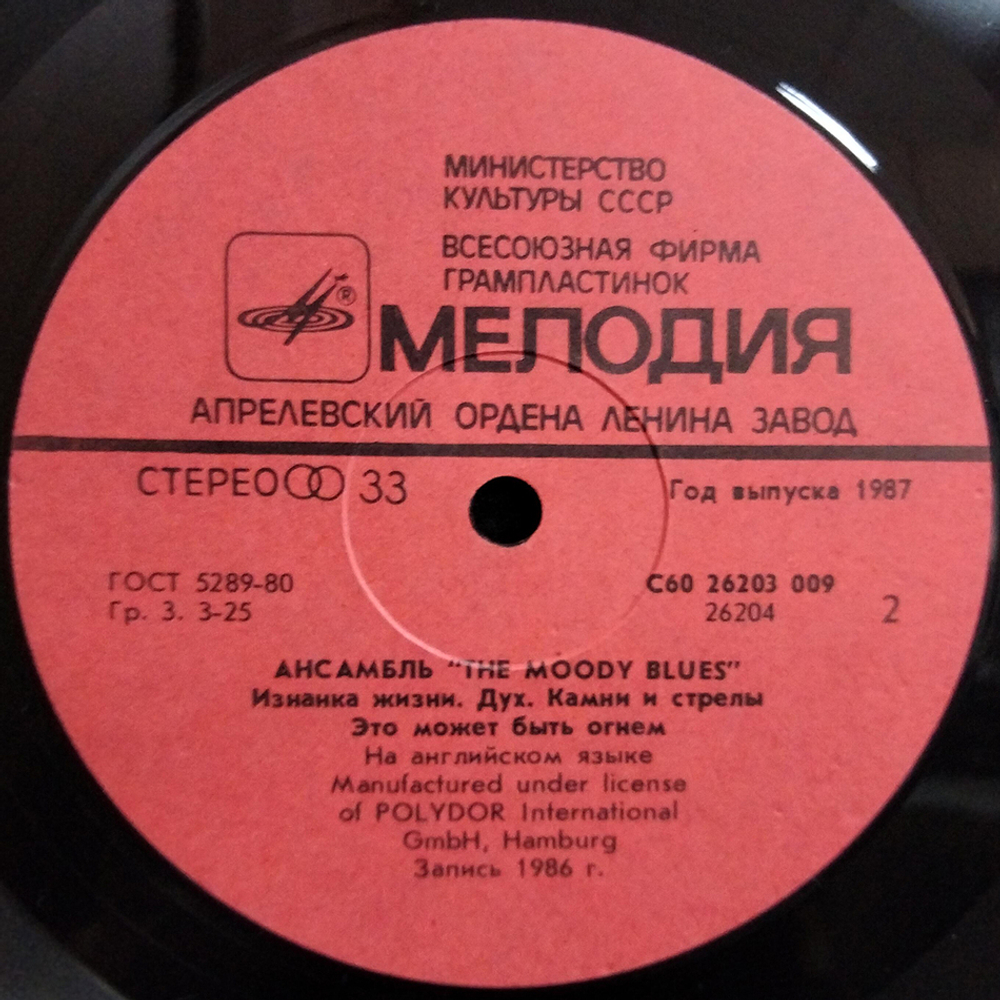 МИНИСТЕРСТВО
КУЛЬТУРЫ СССР
ВСЕСОЮЗНАЯ ФИРМА
ГРАМПЛАСТИНОК
®
МЕЛОДИЯ
АПРЕЛЕВСКИЙ ОРДЕНА ЛЕНИНА ЗАВОД
СТЕРЕО 33
Год выпуска 1987
ГОСТ 5289-80
Гр. 3. 3-25
С60 26203 009
26204
2
АНСАМБЛЬ "THE MOODY BLUES"
Изнанка жизни. Дух. Камни и стрелы
Это может быть огнем
На английском языке
Manufactured under license
of POLYDOR International
GmbH, Hamburg
Запись 1986 г.